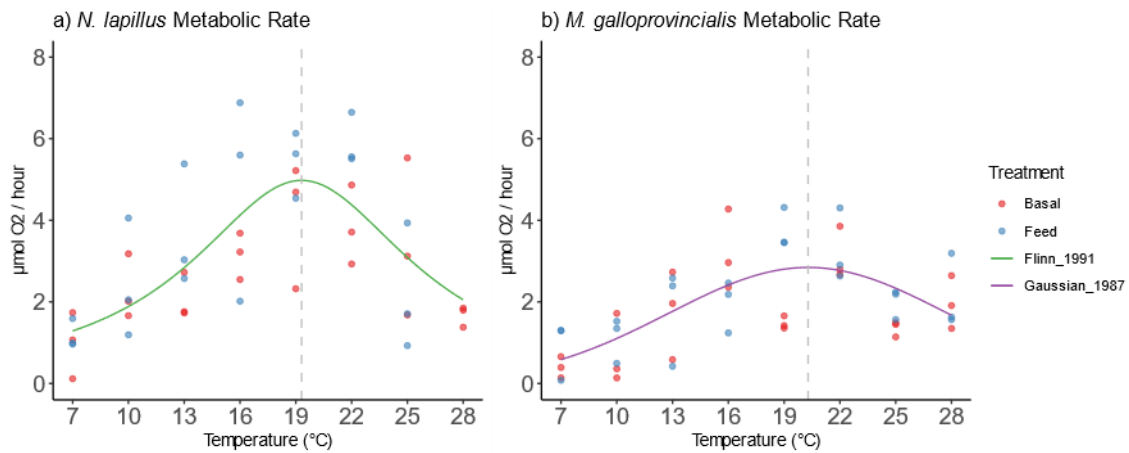 a) N. lapillus Metabolic Rate
8
6
4
2
0
µmol O2 / hour
7 10 13 16 19 22 25 28
Temperature (°C)
b) M. galloprovincialis Metabolic Rate
8
6
4
2
0
µmol O2 / hour
7 10 13 16 19 22 25 28
Temperature (°C)
Treatment
Basal
Feed
Flinn_1991
Gaussian_1987